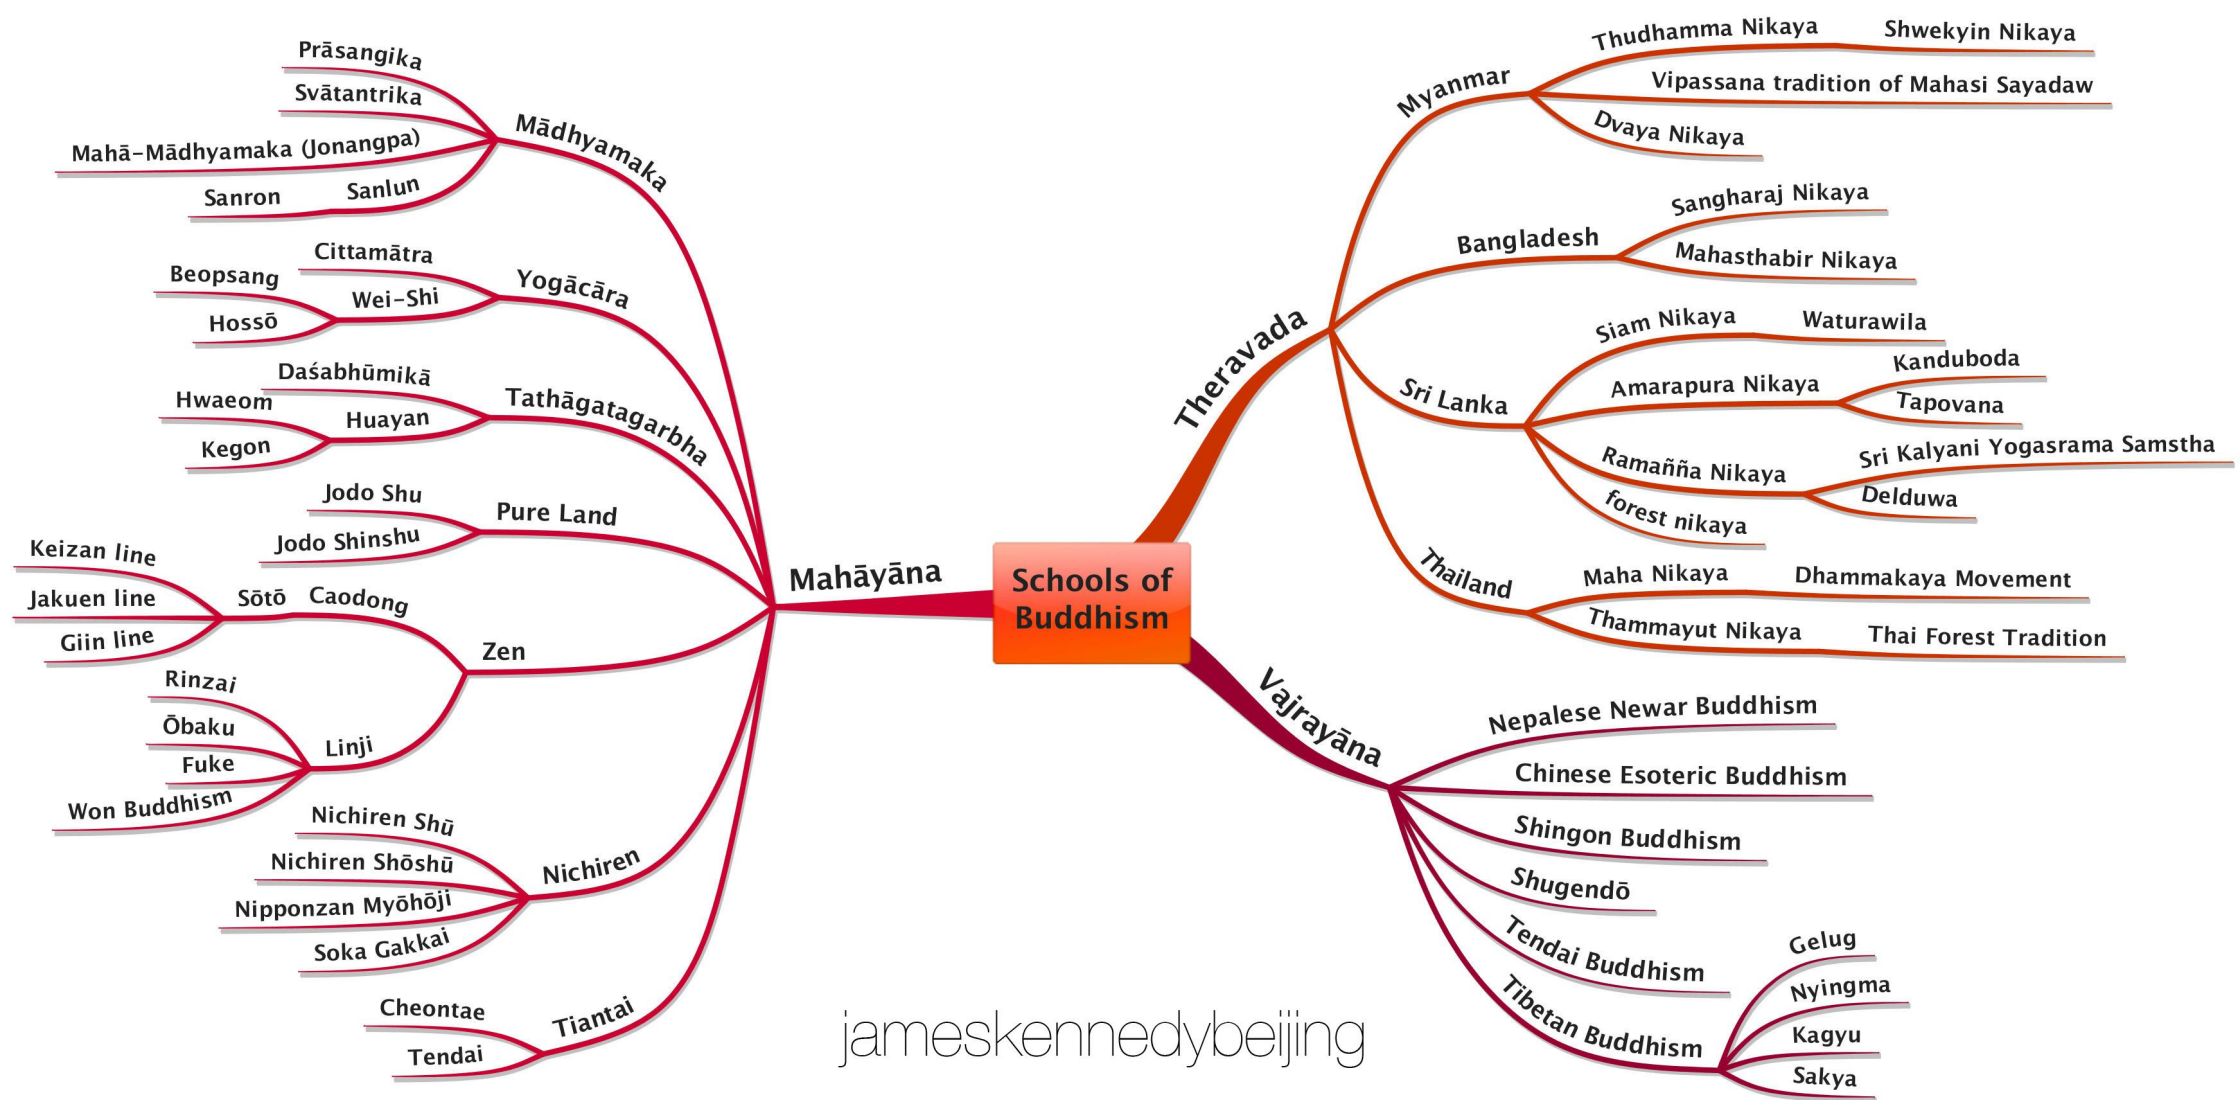 Schools of
Buddhism
Mahāyāna
Mādhyamaka
Prāsangika
Svātantrika
Mahā-Mādhyamaka (Jonangpa)
Sanlun
Sanron
Yogācāra
Cittamātra
Wei-Shi
Beopsang
Hossō
Tathāgatagarbha
Daśabhūmikā
Huayan
Hwaeom
Kegon
Pure Land
Jodo Shu
Jodo Shinshu
Zen
Caodong
Sōtō
Keizan line
Jakuen line
Giin line
Linji
Rinzai
Ōbaku
Fuke
Won Buddhism
Nichiren
Nichiren Shū
Nichiren Shōshū
Nipponzan Myōhōji
Soka Gakkai
Tiantai
Cheontae
Tendai
Theravada
Myanmar
Thudhamma Nikaya
Shwekyin Nikaya
Vipassana tradition of Mahasi Sayadaw
Dvaya Nikaya
Bangladesh
Sangharaj Nikaya
Mahasthabir Nikaya
Sri Lanka
Siam Nikaya
Waturawila
Amarapura Nikaya
Kanduboda
Tapovana
Ramañña Nikaya
Sri Kalyani Yogasrama Samstha
Delduwa
forest nikaya
Thailand
Maha Nikaya
Dhammakaya Movement
Thammayut Nikaya
Thai Forest Tradition
Vajrayāna
Nepalese Newar Buddhism
Chinese Esoteric Buddhism
Shingon Buddhism
Shugendō
Tendai Buddhism
Tibetan Buddhism
Gelug
Nyingma
Kagyu
Sakya
jameskennedybeijing